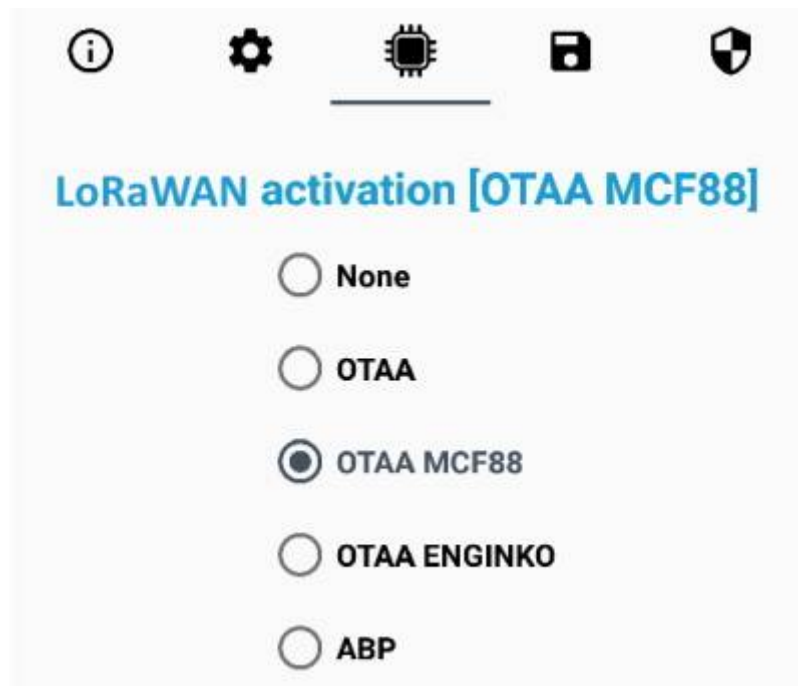 LoRaWAN activation [OTAA MCF88]
None
OTAA
OTAA MCF88
OTAA ENGINKO
ABP